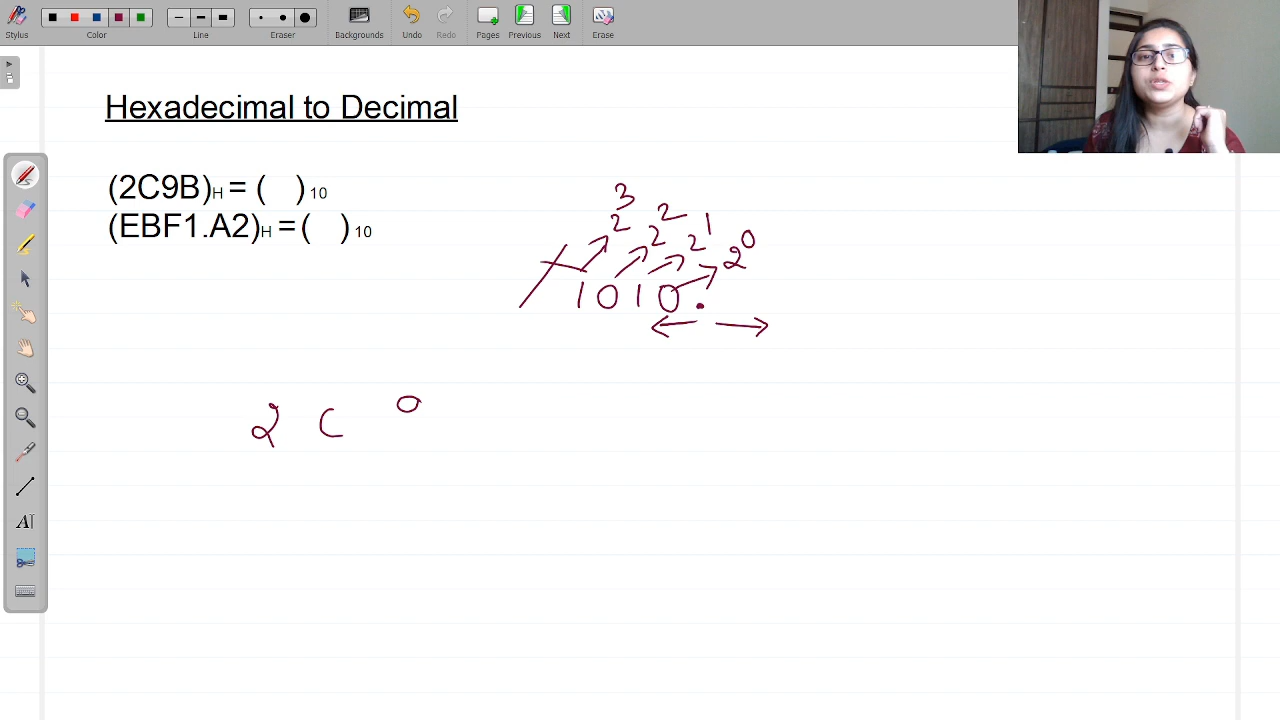 Stylus Color Line Eraser Backgrounds Undo Redo Pages Previous Next Erase
Hexadecimal to Decimal
(2C9B)H = ( )10
(EBF1.A2)H = ( )10
3 2 1 0
2 2 2 2
1 0 1 0 .
2 C